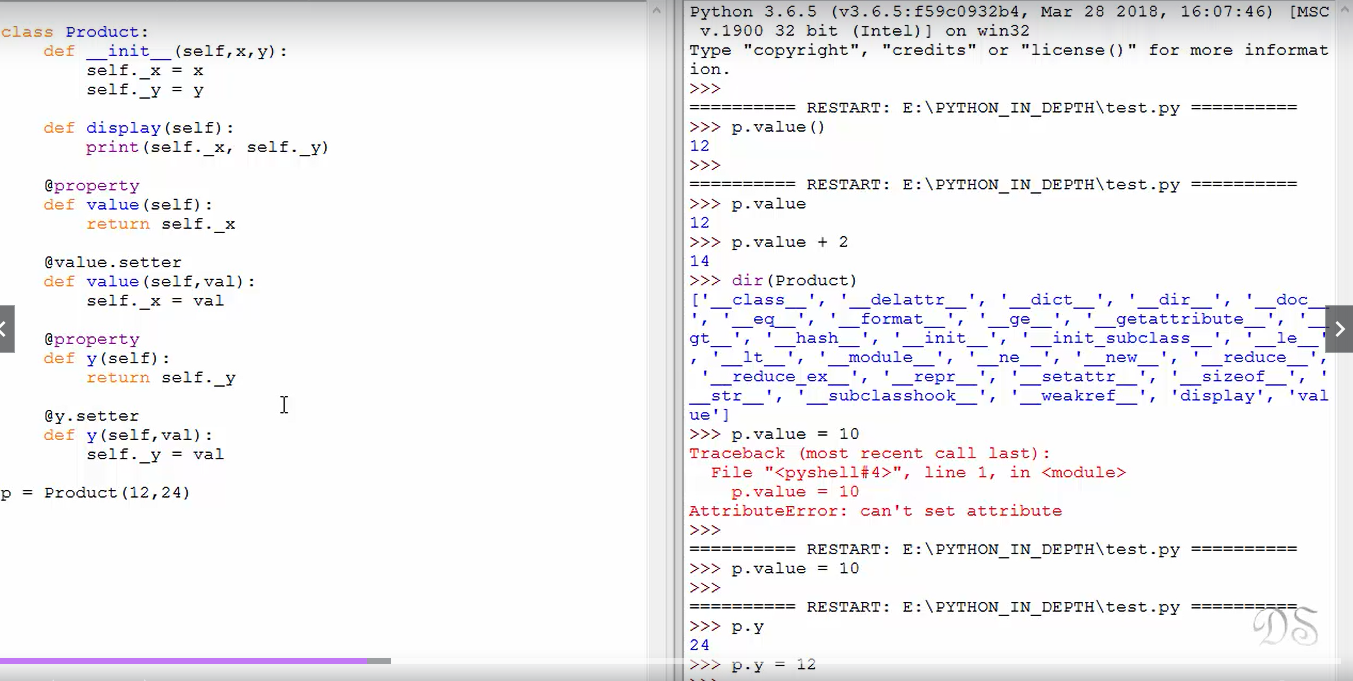 class Product:
    def __init__(self,x,y):
        self._x = x
        self._y = y
    def display(self):
        print(self._x, self._y)
    @property
    def value(self):
        return self._x
    @value.setter
    def value(self,val):
        self._x = val
    @property
    def y(self):
        return self._y
    @y.setter
    def y(self,val):
        self._y = val
p = Product(12,24)
Python 3.6.5 (v3.6.5:f59c0932b4, Mar 28 2018, 16:07:46) [MSC
 v.1900 32 bit (Intel)] on win32
Type "copyright", "credits" or "license()" for more informat
ion.
>>>
========== RESTART: E:\PYTHON_IN_DEPTH\test.py ==========
>>> p.value()
12
>>>
========== RESTART: E:\PYTHON_IN_DEPTH\test.py ==========
>>> p.value
12
>>> p.value + 2
14
>>> dir(Product)
['__class__', '__delattr__', '__dict__', '__dir__', '__doc__
', '__eq__', '__format__', '__ge__', '__getattribute__', '__
gt__', '__hash__', '__init__', '__init_subclass__', '__le__'
, '__lt__', '__module__', '__ne__', '__new__', '__reduce__',
 '__reduce_ex__', '__repr__', '__setattr__', '__sizeof__', '
__str__', '__subclasshook__', '__weakref__', 'display', 'val
ue']
>>> p.value = 10
Traceback (most recent call last):
  File "<pyshell#4>", line 1, in <module>
    p.value = 10
AttributeError: can't set attribute
>>>
========== RESTART: E:\PYTHON_IN_DEPTH\test.py ==========
>>> p.value = 10
>>>
========== RESTART: E:\PYTHON_IN_DEPTH\test.py ==========
>>> p.y
24
>>> p.y = 12
>>>
DS